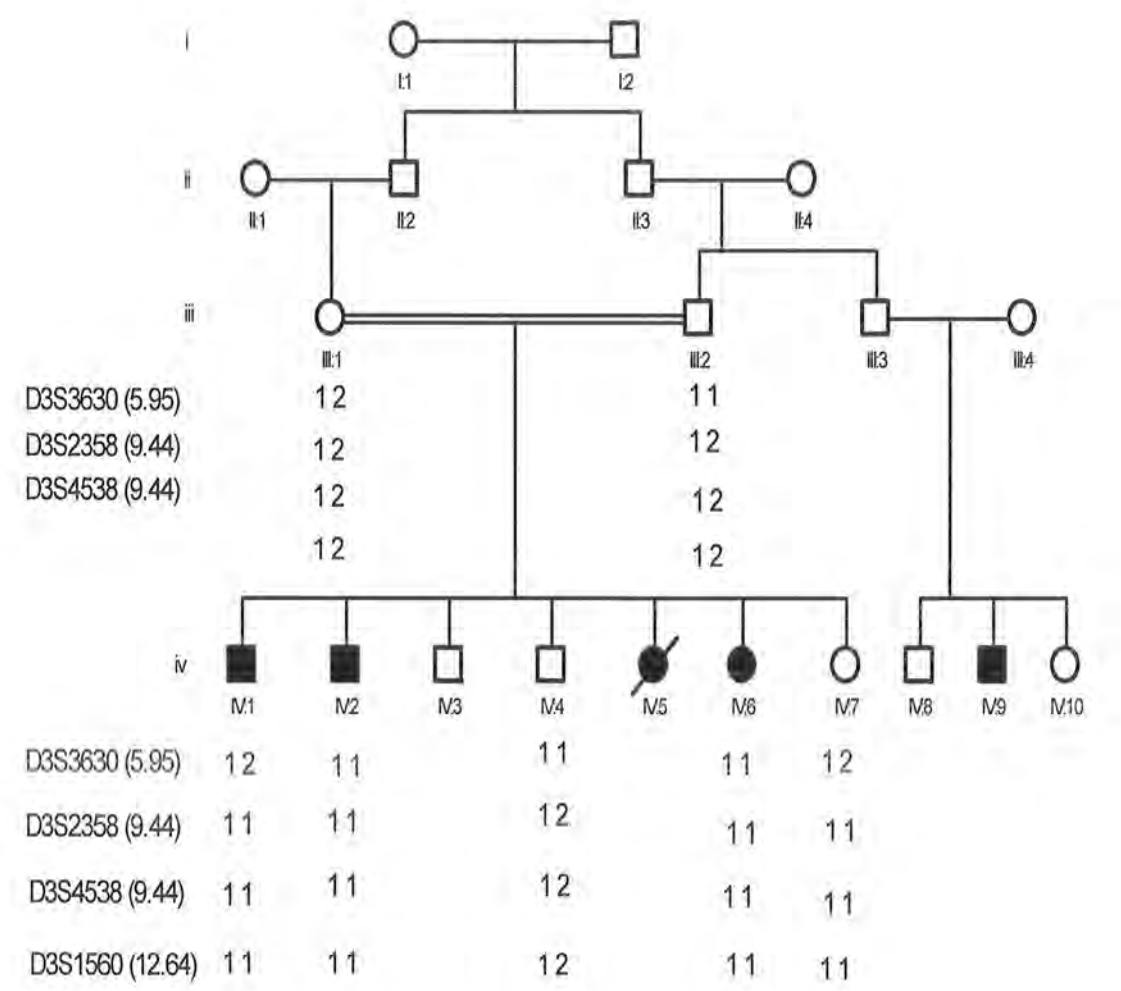 i
I:1 I:2
ii
II:1 II:2 II:3 II:4
iii
III:1 III:2 III:3 III:4
D3S3630 (5.95) 1 2 1 1
D3S2358 (9.44) 1 2 1 2
D3S4538 (9.44) 1 2 1 2
1 2 1 2
iv
IV:1 IV:2 IV:3 IV:4 IV:5 IV:6 IV:7 IV:8 IV:9 IV:10
D3S3630 (5.95) 1 2 1 1 1 1 1 1 1 2
D3S2358 (9.44) 1 1 1 1 1 2 1 1 1 1
D3S4538 (9.44) 1 1 1 1 1 2 1 1 1 1
D3S1560 (12.64) 1 1 1 1 1 2 1 1 1 1